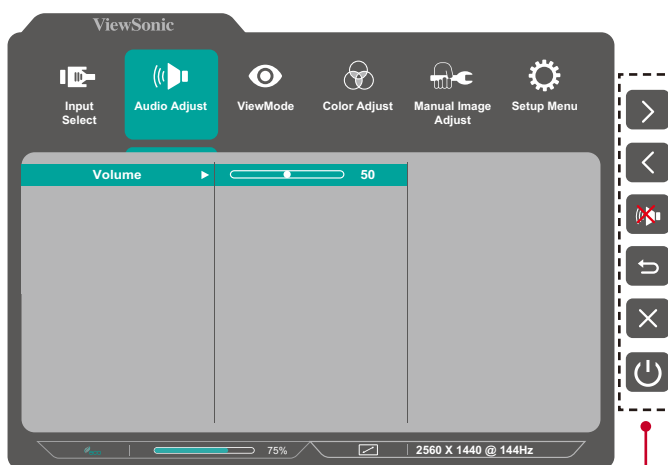 ViewSonic
Input
Select
Audio Adjust
ViewMode
Color Adjust
Manual Image
Adjust
Setup Menu
Volume
50
75%
2560 X 1440 @ 144Hz